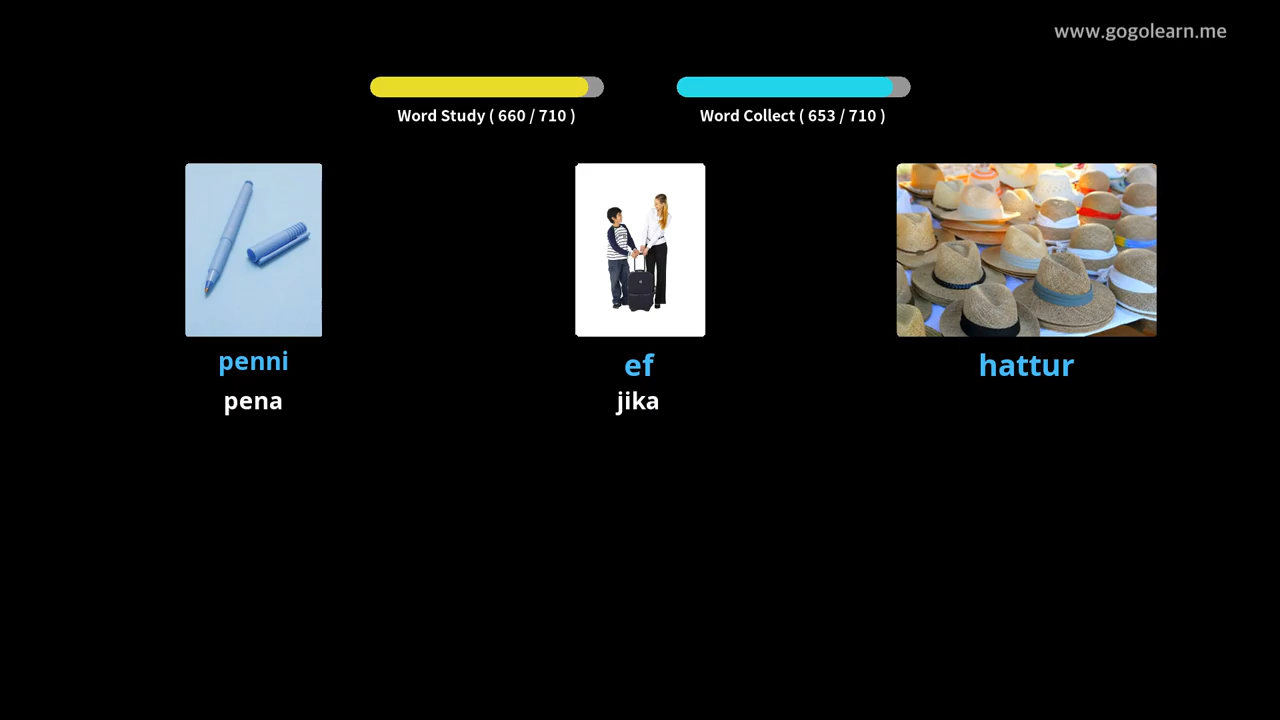 www.gogolearn.me
Word Study ( 660 / 710 )
Word Collect ( 653 / 710 )
penni
pena
ef
jika
hattur